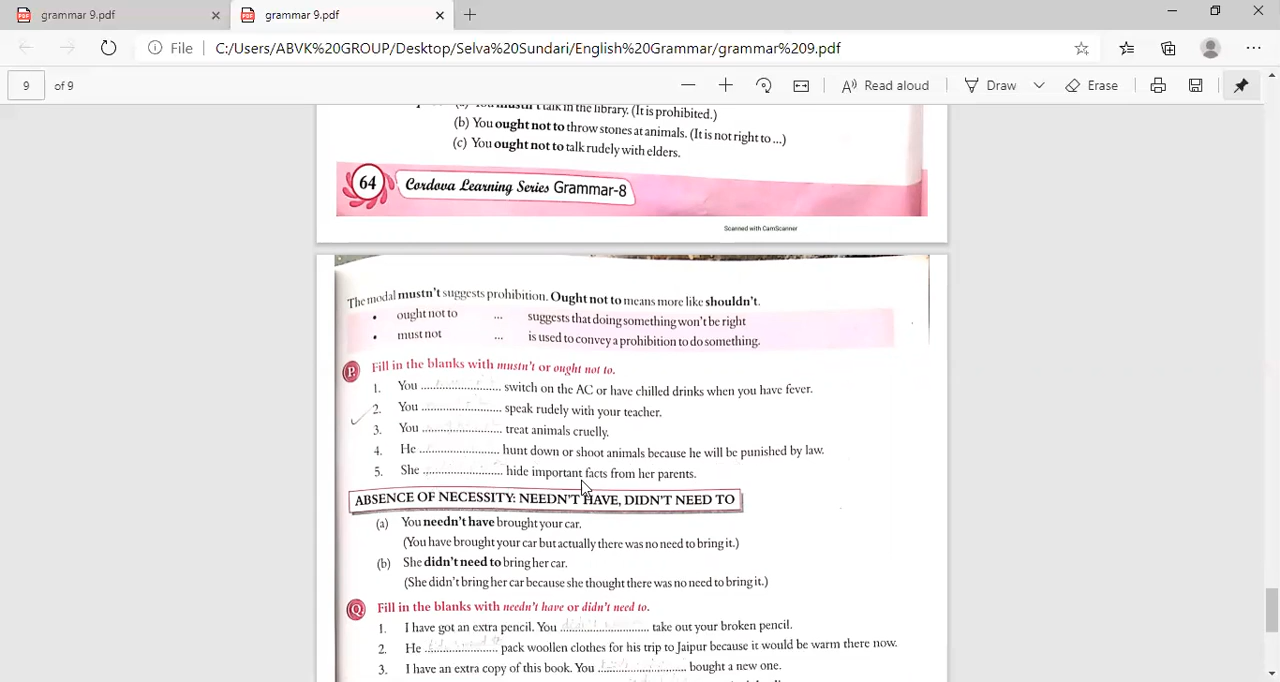 grammar 9.pdf
grammar 9.pdf
File
C:/Users/ABVK%20GROUP/Desktop/Selva%20Sundari/English%20Grammar/grammar%209.pdf
9 of 9
Read aloud
Draw
Erase
talk in the library. (It is prohibited.)
(b) You ought not to throw stones at animals. (It is not right to ...)
(c) You ought not to talk rudely with elders.
64 Cordova Learning Series Grammar-8
Scanned with CamScanner
The modal mustn't suggests prohibition. Ought not to means more like shouldn't.
• ought not to ... suggests that doing something won't be right
• must not ... is used to convey a prohibition to do something.
P. Fill in the blanks with mustn't or ought not to.
1. You ........................ switch on the AC or have chilled drinks when you have fever.
2. You ........................ speak rudely with your teacher.
3. You ........................ treat animals cruelly.
4. He ........................ hunt down or shoot animals because he will be punished by law.
5. She ........................ hide important facts from her parents.
ABSENCE OF NECESSITY: NEEDN'T HAVE, DIDN'T NEED TO
(a) You needn't have brought your car.
(You have brought your car but actually there was no need to bring it.)
(b) She didn't need to bring her car.
(She didn't bring her car because she thought there was no need to bring it.)
Q Fill in the blanks with needn't have or didn't need to.
1. I have got an extra pencil. You ........................ take out your broken pencil.
2. He ........................ pack woollen clothes for his trip to Jaipur because it would be warm there now.
3. I have an extra copy of this book. You ........................ bought a new one.